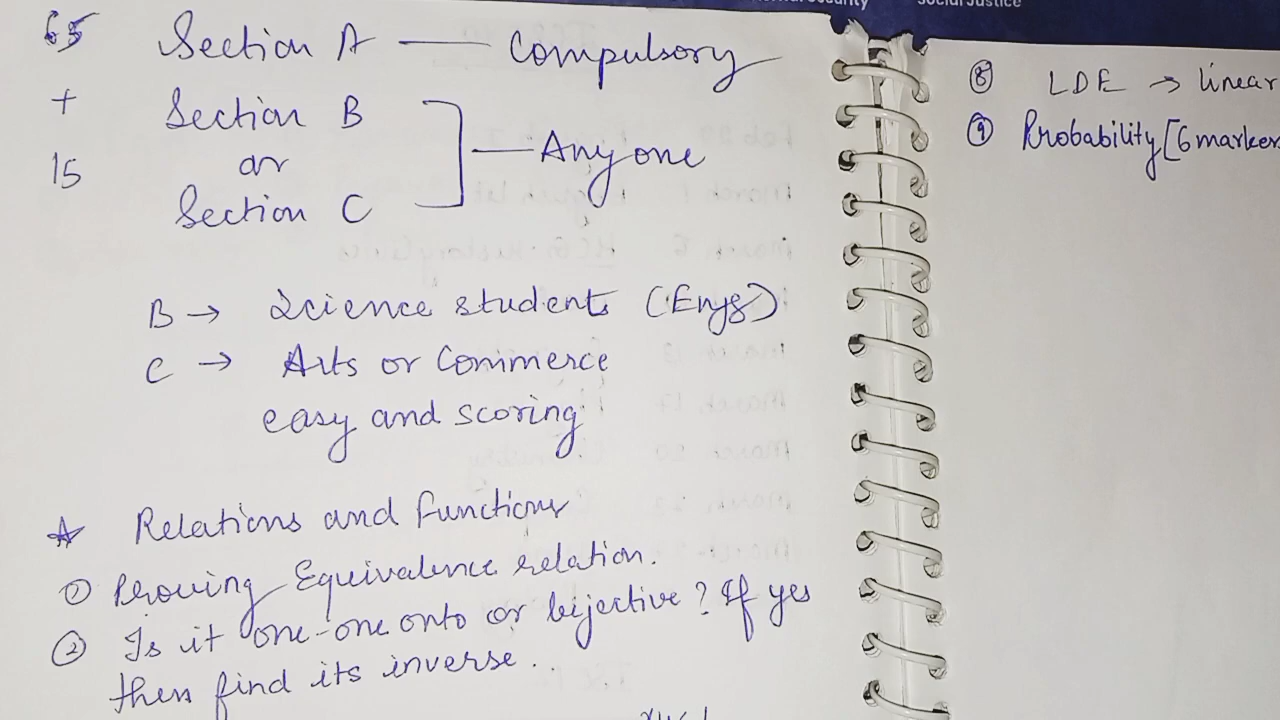 Social Justice
65 Section A — Compulsory
+ Section B
or
15
— Any one
Section C
B → Science students (Engg)
C → Arts or Commerce
easy and scoring
☆ Relations and functions
① Proving Equivalence relation.
② Is it one-one onto or bijective? If yes
then find its inverse..
⑧ LDE → linear
⑨ Probability [6 marker